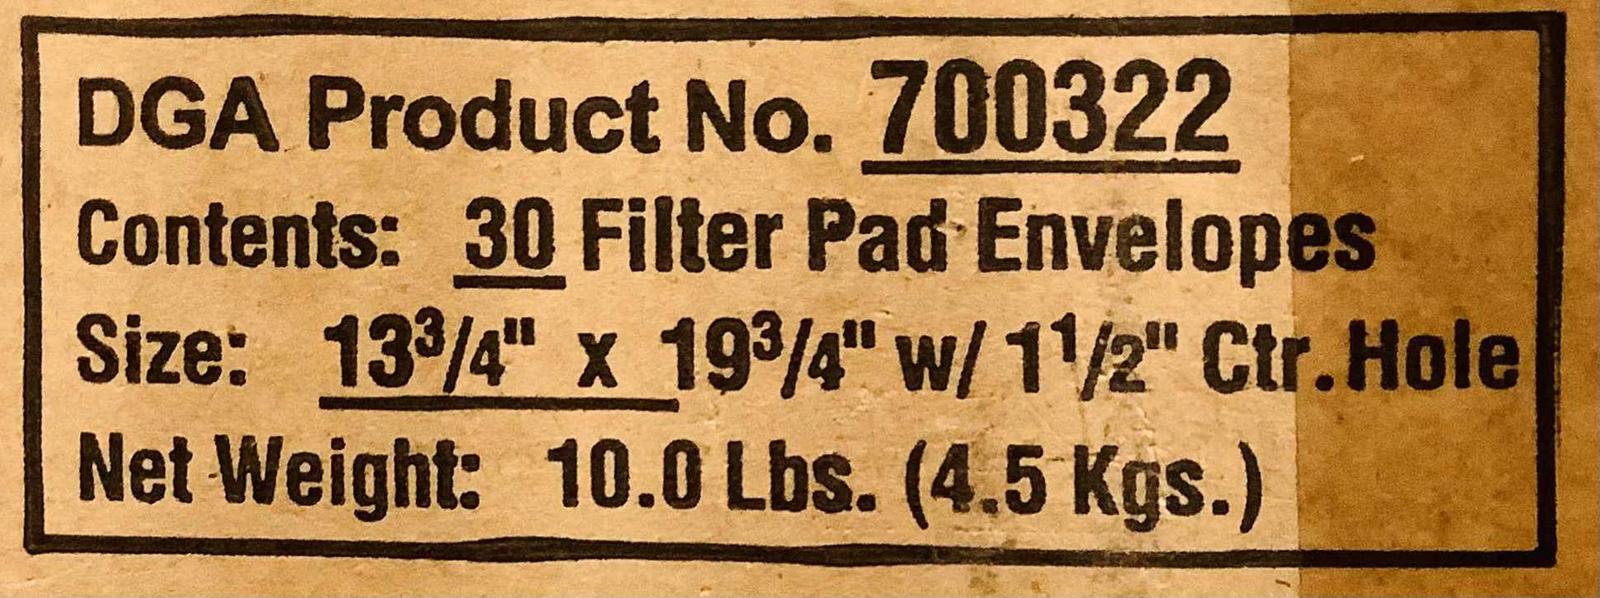 DGA Product No. 700322
Contents: 30 Filter Pad Envelopes
Size: 13³/4" x 19³/4" w/ 1¹/2" Ctr.Hole
Net Weight: 10.0 Lbs. (4.5 Kgs.)